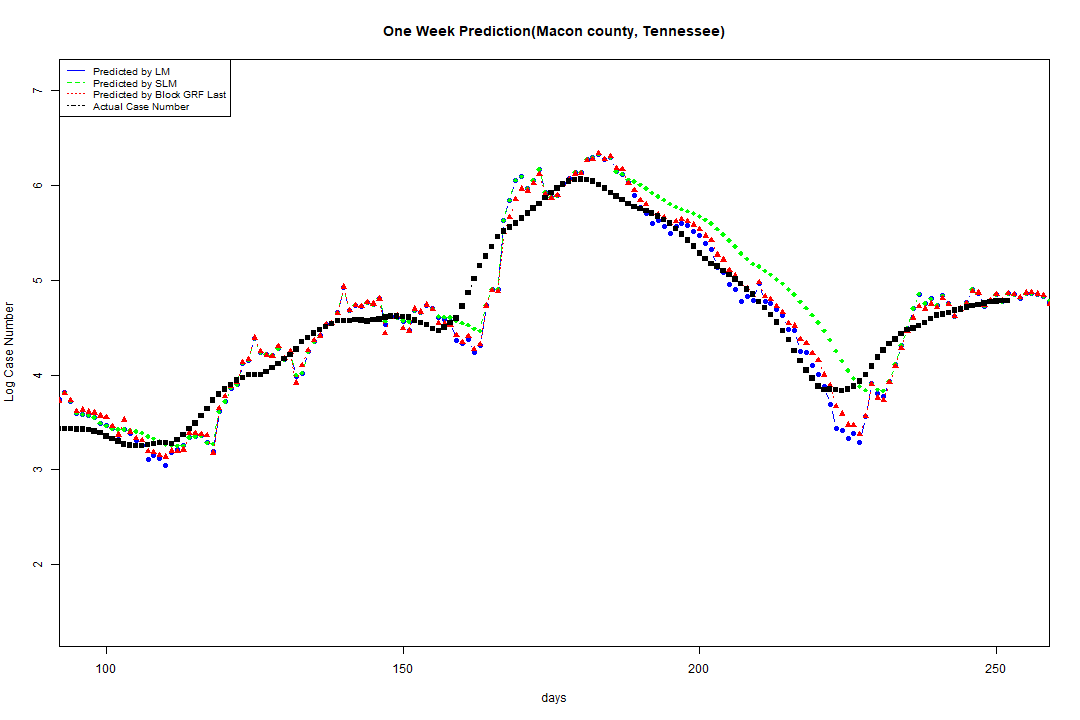 One Week Prediction(Macon county, Tennessee)
Predicted by LM
Predicted by SLM
Predicted by Block GRF Last
Actual Case Number
7
6
5
4
3
2
Log Case Number
100 150 200 250
days